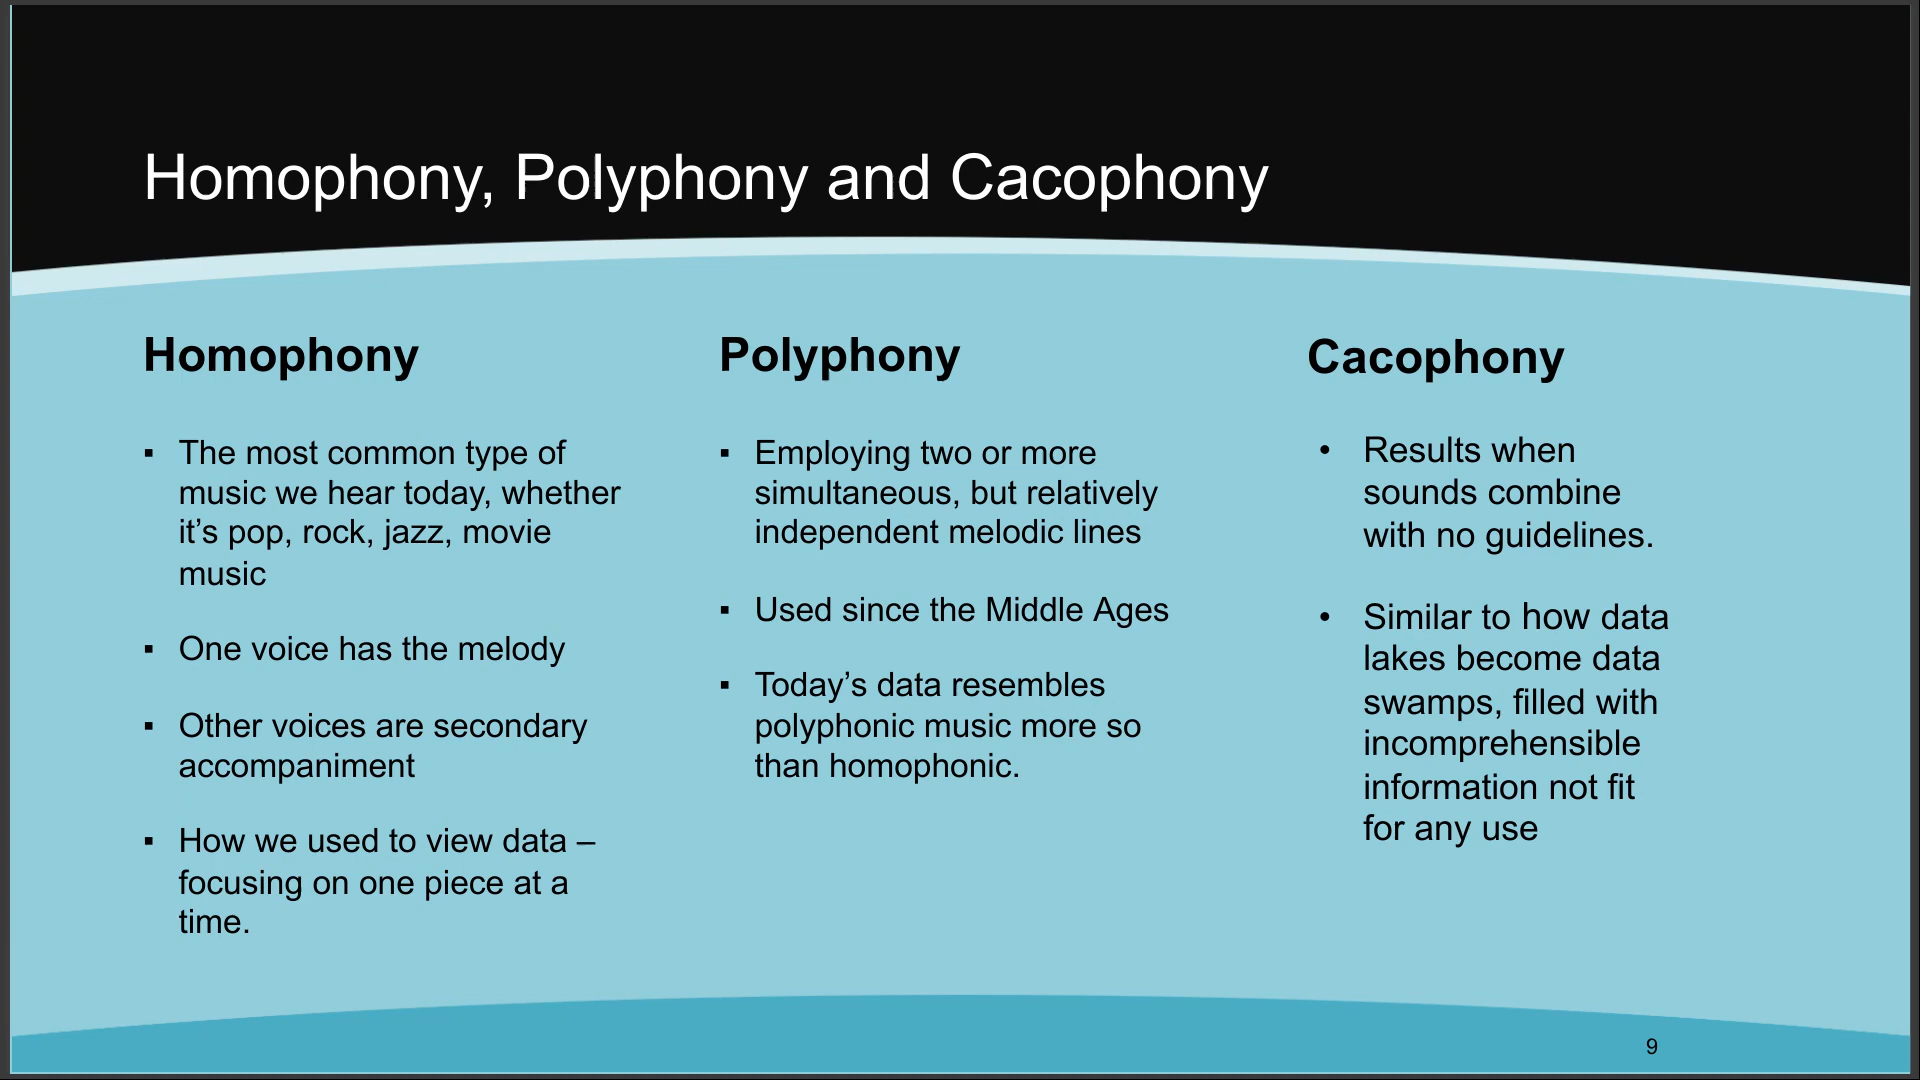 Homophony, Polyphony and Cacophony
Homophony
▪ The most common type of
music we hear today, whether
it’s pop, rock, jazz, movie
music
▪ One voice has the melody
▪ Other voices are secondary
accompaniment
▪ How we used to view data –
focusing on one piece at a
time.
Polyphony
▪ Employing two or more
simultaneous, but relatively
independent melodic lines
▪ Used since the Middle Ages
▪ Today’s data resembles
polyphonic music more so
than homophonic.
Cacophony
• Results when
sounds combine
with no guidelines.
• Similar to how data
lakes become data
swamps, filled with
incomprehensible
information not fit
for any use
9